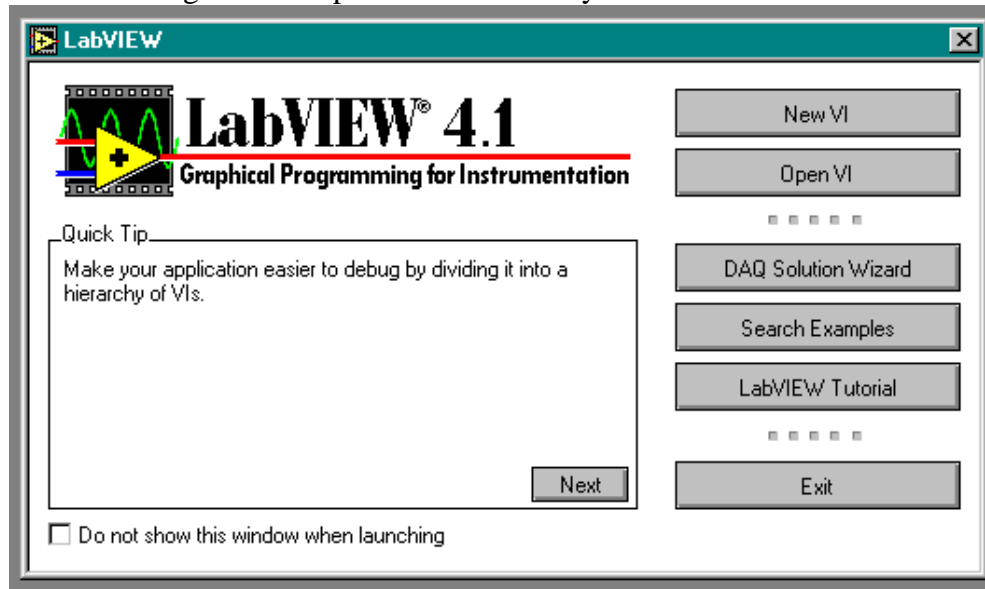 LabVIEW
LabVIEW® 4.1
Graphical Programming for Instrumentation
Quick Tip
Make your application easier to debug by dividing it into a
hierarchy of VIs.
Next
Do not show this window when launching
New VI
Open VI
DAQ Solution Wizard
Search Examples
LabVIEW Tutorial
Exit